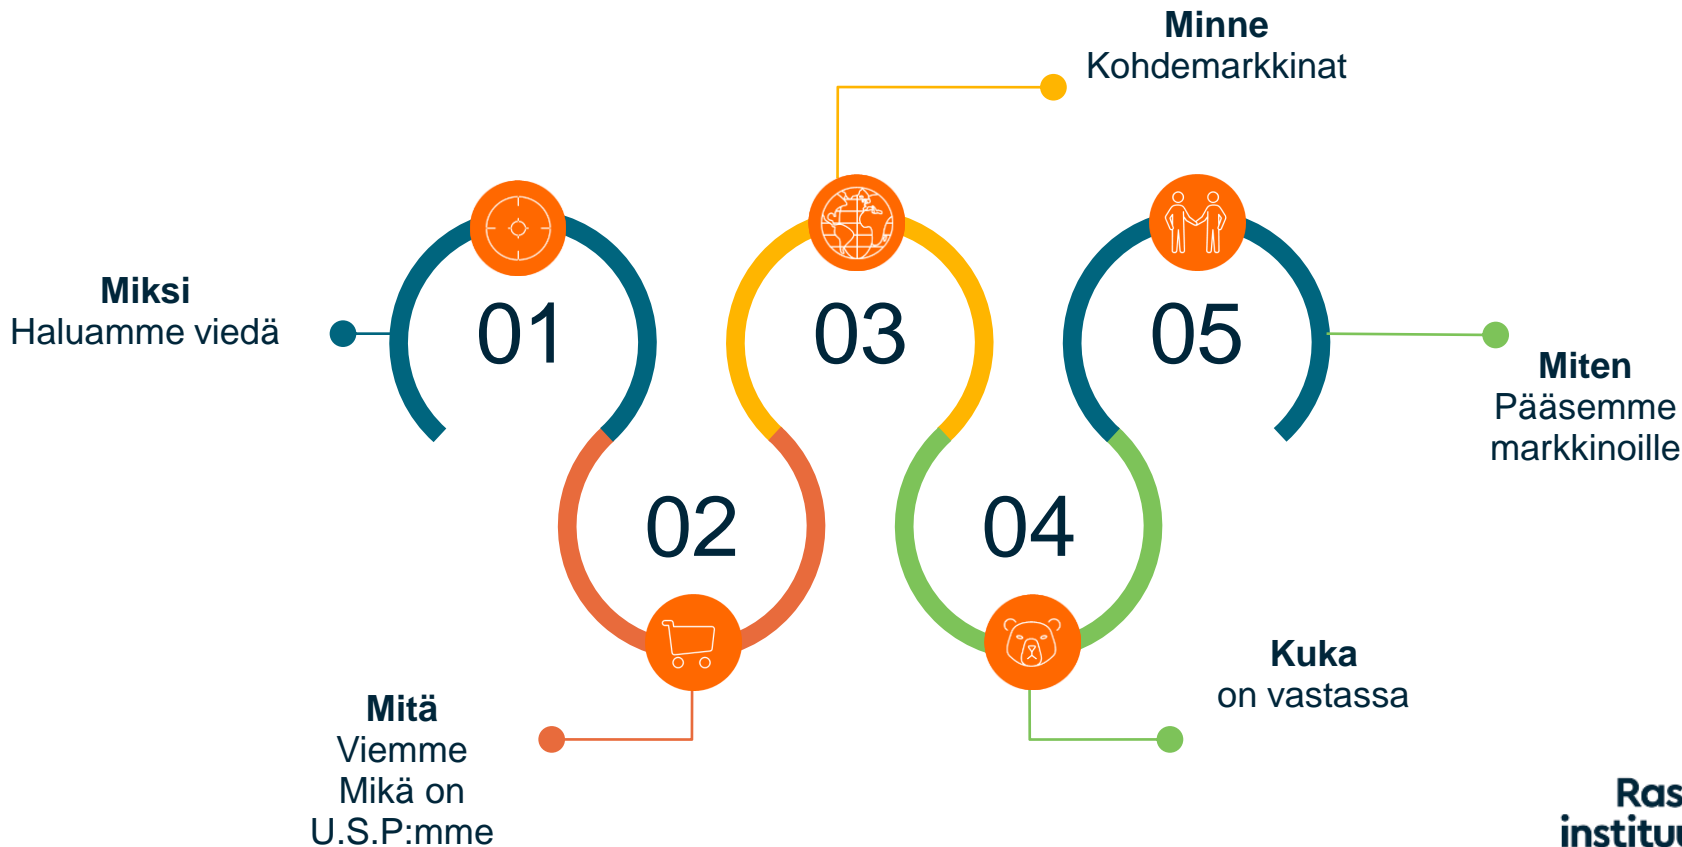 Minne
Kohdemarkkinat
Miksi
Haluamme viedä
01
03
05
Miten
Pääsemme
markkinoille
02
04
Kuka
on vastassa
Mitä
Viemme
Mikä on
U.S.P:mme